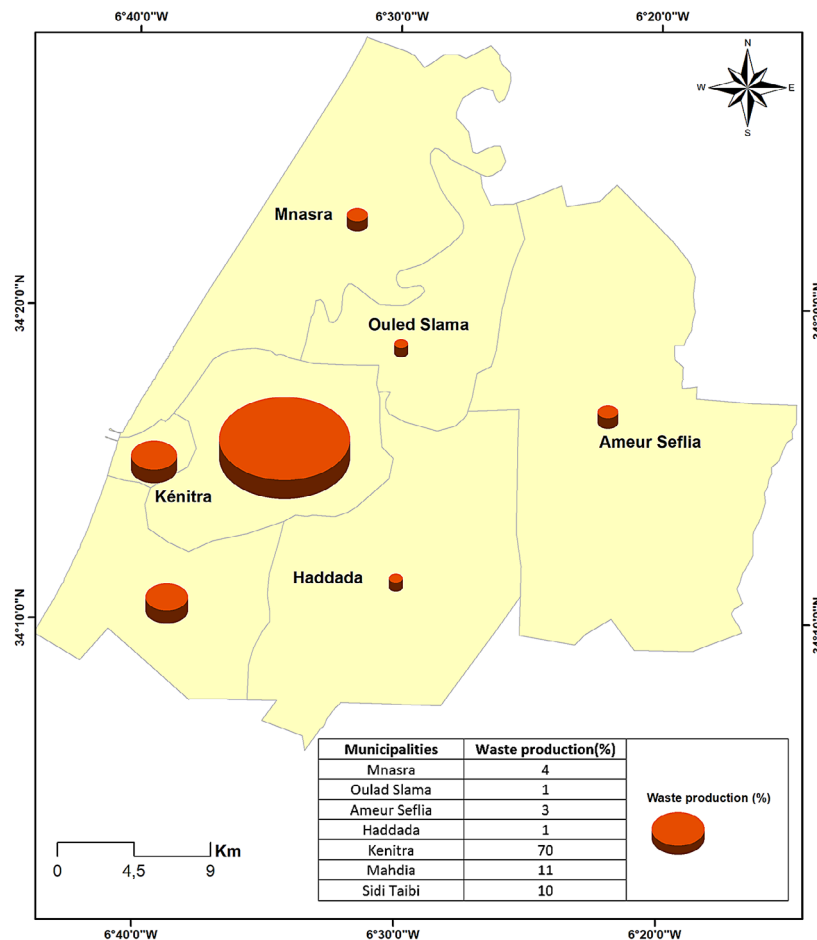 6°40'0"W 6°30'0"W 6°20'0"W
N
W E
S
Mnasra
34°20'0"N
Ouled Slama
Ameur Seflia
Kénitra
Haddada
34°10'0"N
Municipalities Waste production(%)
Mnasra 4
Oulad Slama 1
Ameur Seflia 3
Haddada 1
Kenitra 70
Mahdia 11
Sidi Taibi 10
Waste production (%)
Km
0 4,5 9
6°40'0"W 6°30'0"W 6°20'0"W